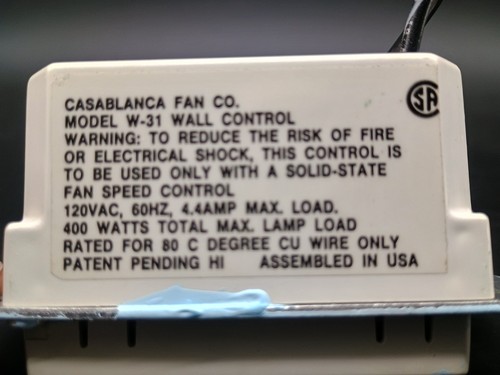 CASABLANCA FAN CO.
MODEL W-31 WALL CONTROL
WARNING: TO REDUCE THE RISK OF FIRE
OR ELECTRICAL SHOCK, THIS CONTROL IS
TO BE USED ONLY WITH A SOLID-STATE
FAN SPEED CONTROL
120VAC, 60HZ, 4.4AMP MAX. LOAD.
400 WATTS TOTAL MAX. LAMP LOAD
RATED FOR 80 C DEGREE CU WIRE ONLY
PATENT PENDING HI ASSEMBLED IN USA
SA